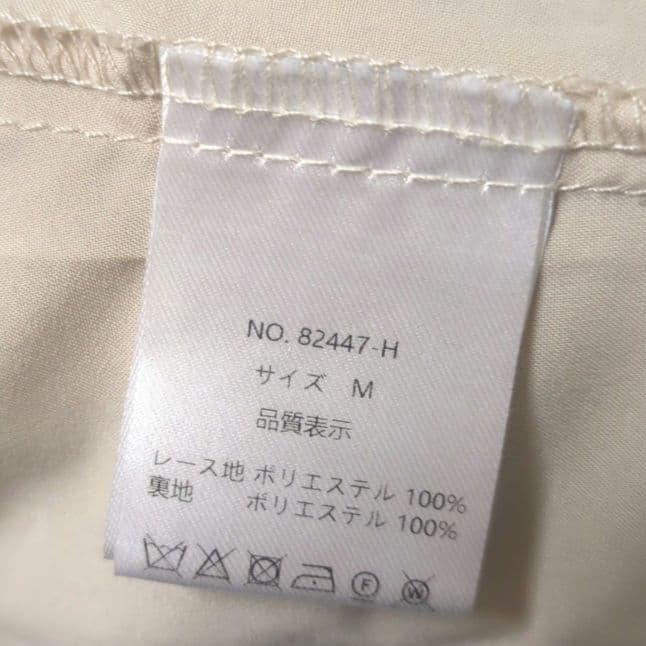 NO. 82447-H
サイズ M
品質表示
レース地 ポリエステル 100%
裏地 ポリエステル 100%
F
W